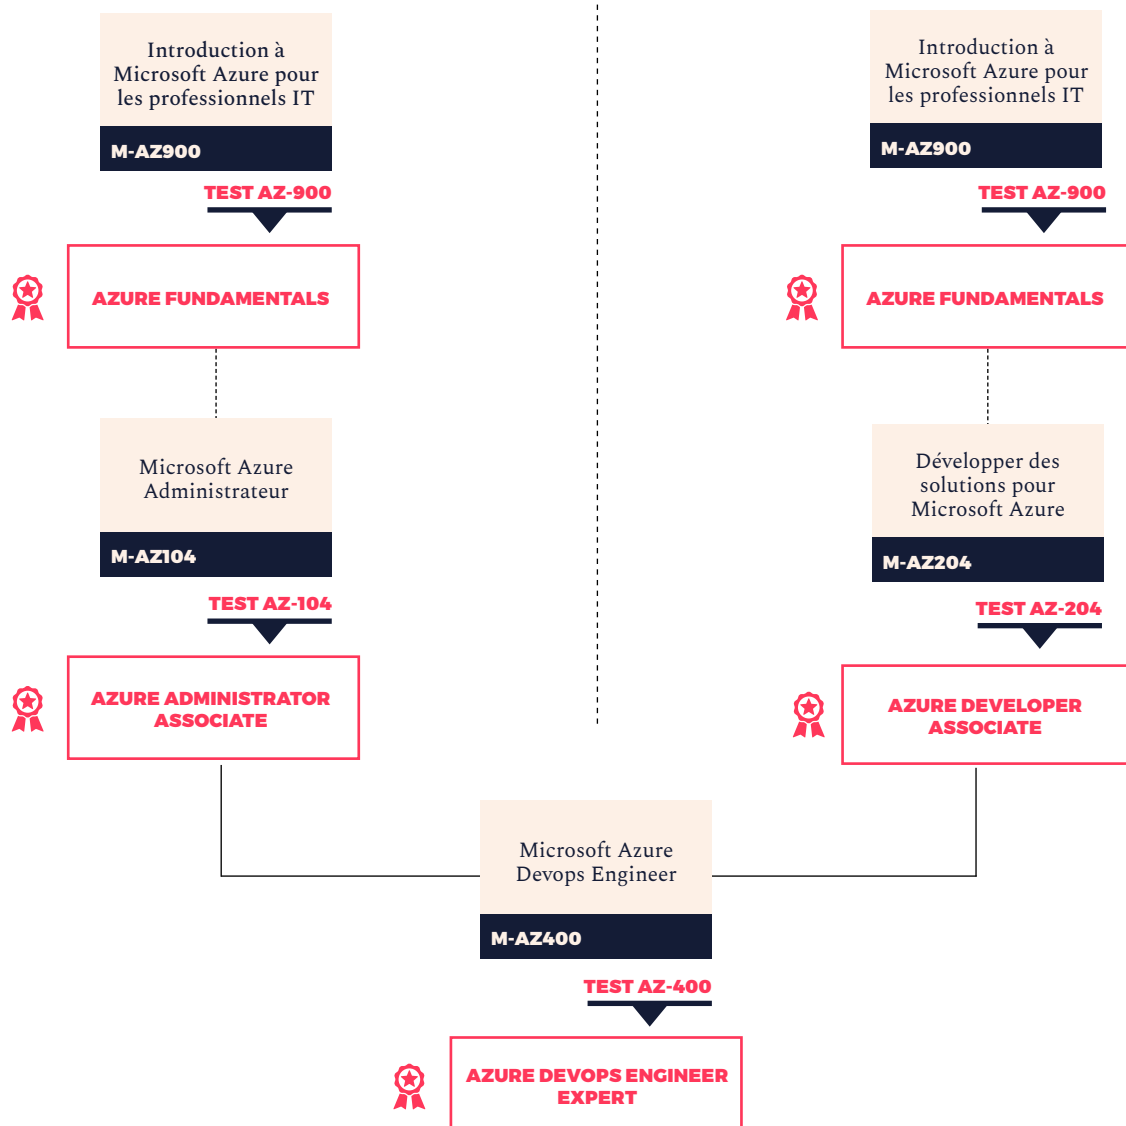 Introduction à
Microsoft Azure pour
les professionnels IT
M-AZ900
TEST AZ-900
AZURE FUNDAMENTALS
Microsoft Azure
Administrateur
M-AZ104
TEST AZ-104
AZURE ADMINISTRATOR
ASSOCIATE
Introduction à
Microsoft Azure pour
les professionnels IT
M-AZ900
TEST AZ-900
AZURE FUNDAMENTALS
Développer des
solutions pour
Microsoft Azure
M-AZ204
TEST AZ-204
AZURE DEVELOPER
ASSOCIATE
Microsoft Azure
Devops Engineer
M-AZ400
TEST AZ-400
AZURE DEVOPS ENGINEER
EXPERT